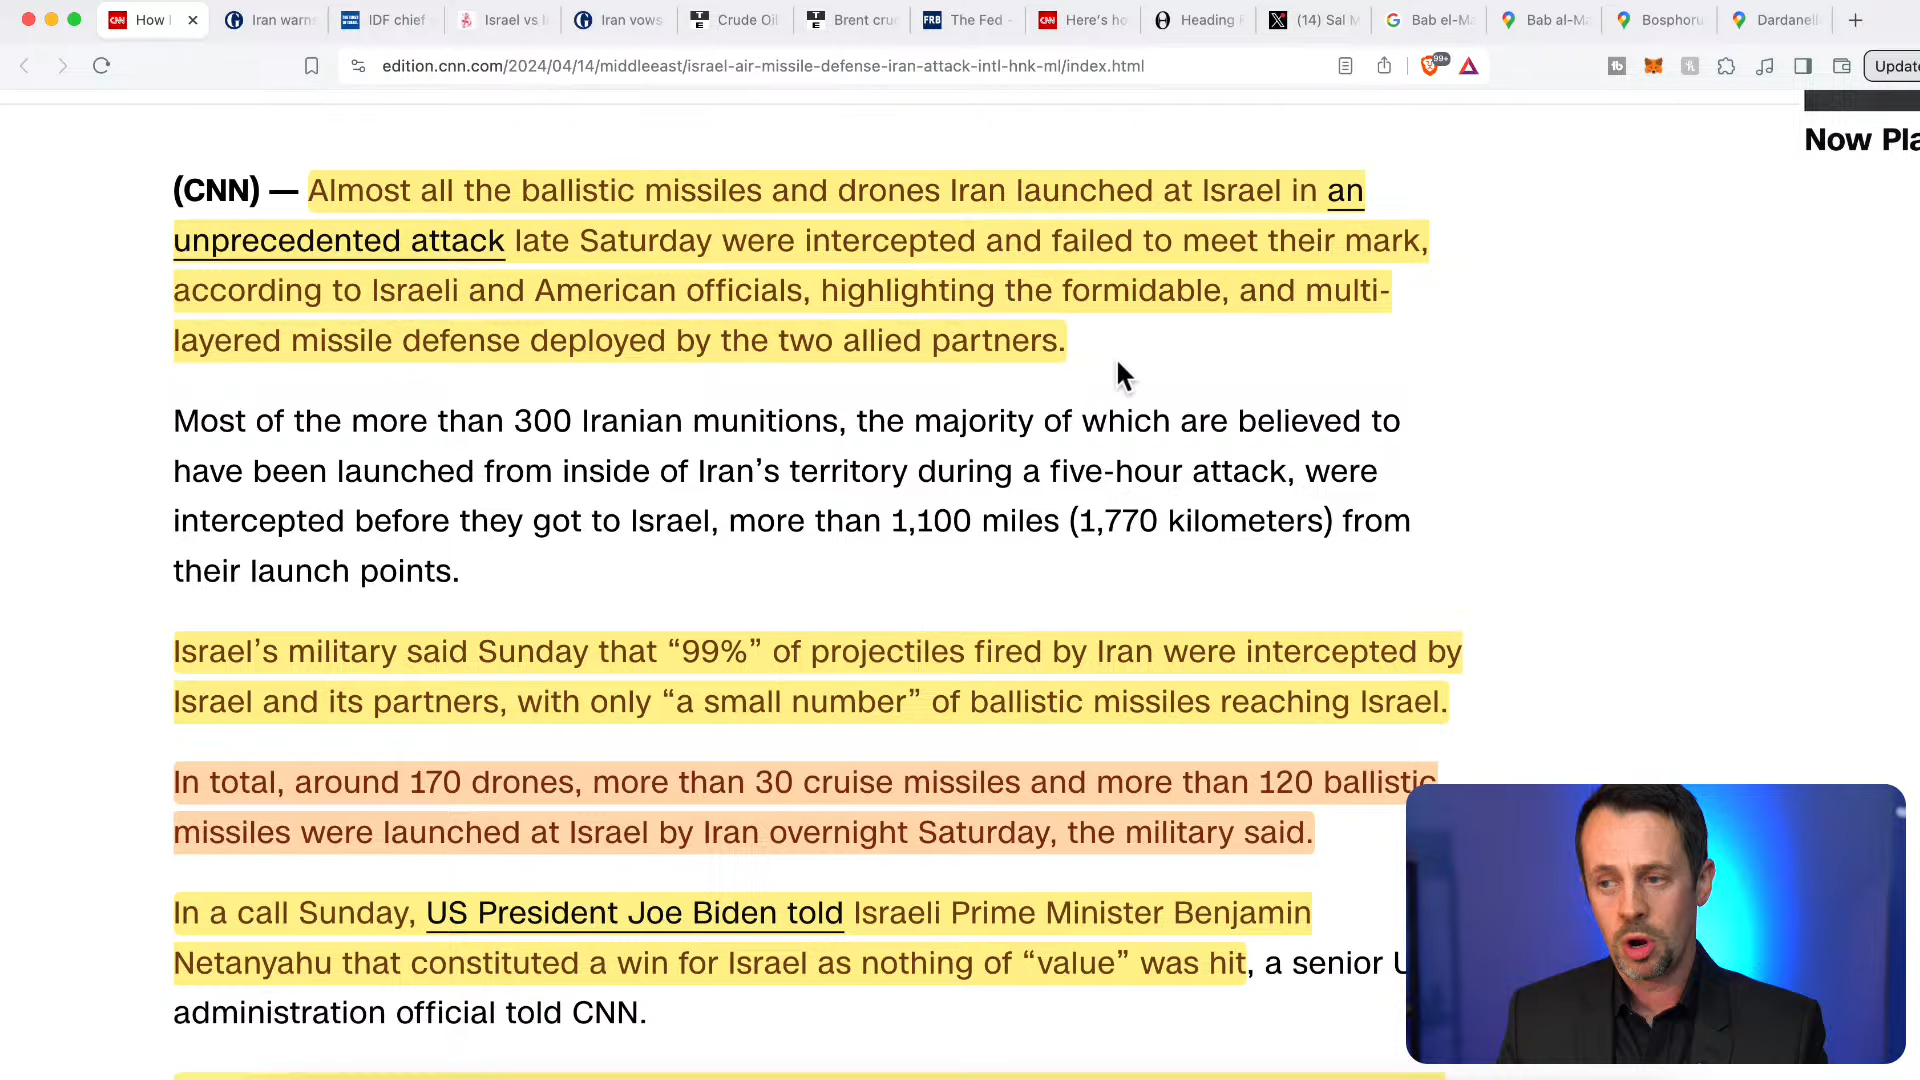 How
Iran warns
IDF chief
Israel vs
Iran vows
Crude Oil
Brent cru
The Fed -
Here's ho
Heading
(14) Sal M
Bab el-Ma
Bab al-Ma
Bosphoru
Dardanell
edition.cnn.com/2024/04/14/middleeast/israel-air-missile-defense-iran-attack-intl-hnk-ml/index.html
99+
Update
Now Pla
(CNN) — Almost all the ballistic missiles and drones Iran launched at Israel in an
unprecedented attack late Saturday were intercepted and failed to meet their mark,
according to Israeli and American officials, highlighting the formidable, and multi-
layered missile defense deployed by the two allied partners.
Most of the more than 300 Iranian munitions, the majority of which are believed to
have been launched from inside of Iran’s territory during a five-hour attack, were
intercepted before they got to Israel, more than 1,100 miles (1,770 kilometers) from
their launch points.
Israel’s military said Sunday that “99%” of projectiles fired by Iran were intercepted by
Israel and its partners, with only “a small number” of ballistic missiles reaching Israel.
In total, around 170 drones, more than 30 cruise missiles and more than 120 ballistic
missiles were launched at Israel by Iran overnight Saturday, the military said.
In a call Sunday, US President Joe Biden told Israeli Prime Minister Benjamin
Netanyahu that constituted a win for Israel as nothing of “value” was hit, a senior U
administration official told CNN.